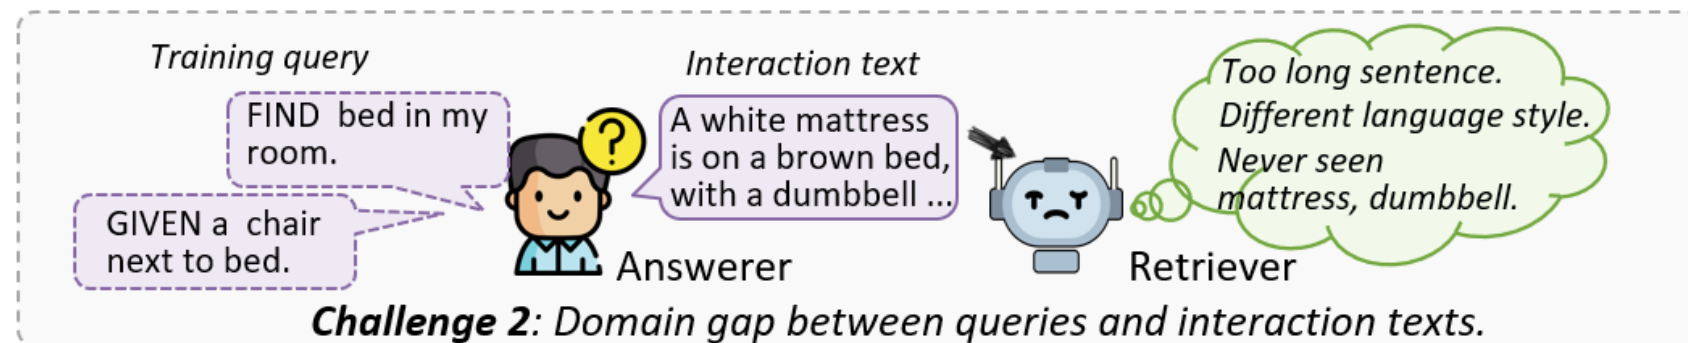 Training query
FIND  bed in my
room.
GIVEN a  chair
next to bed.
Interaction text
A white mattress
is on a brown bed,
with a dumbbell ...
?
Answerer
Too long sentence.
Different language style.
Never seen
mattress, dumbbell.
Retriever
Challenge 2: Domain gap between queries and interaction texts.